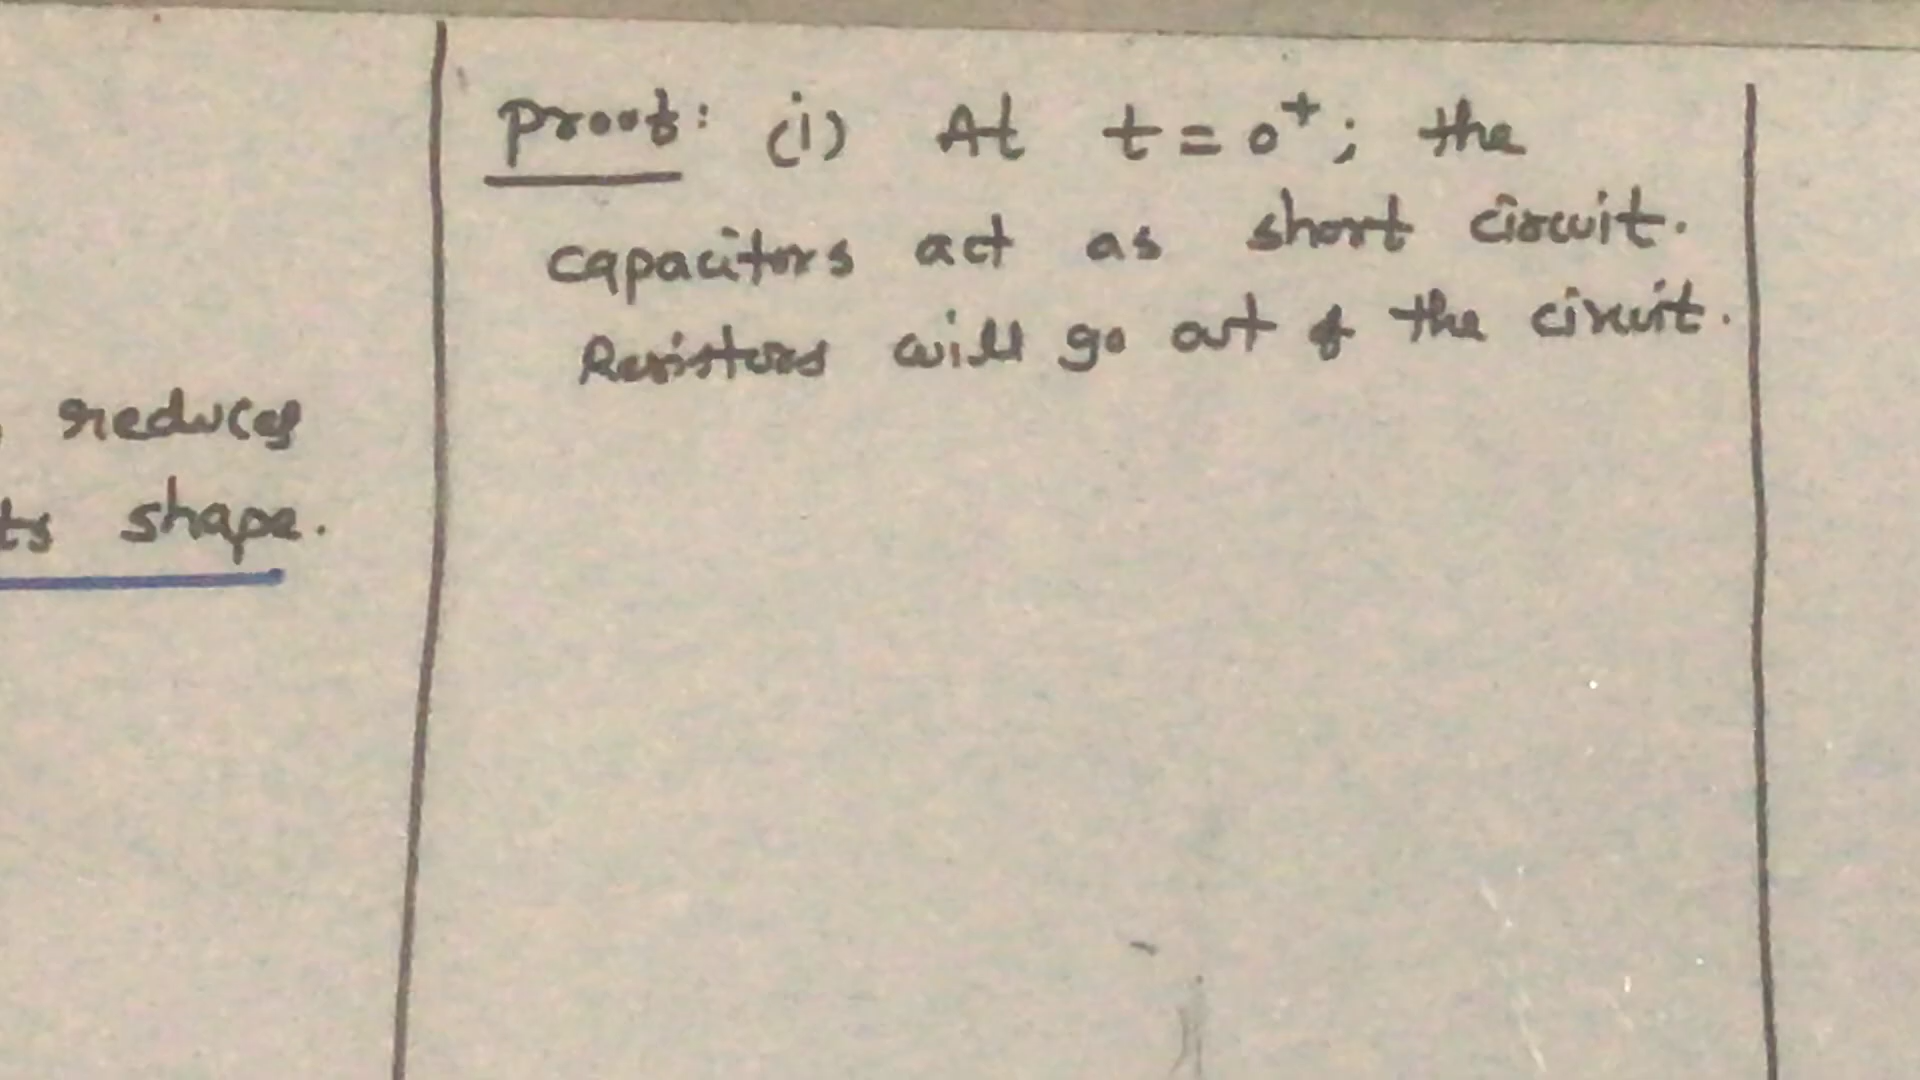 reduces
ts shape.
Proof: (i) At t = 0⁺; the
capacitors act as short circuit.
Resistors will go out of the circuit.